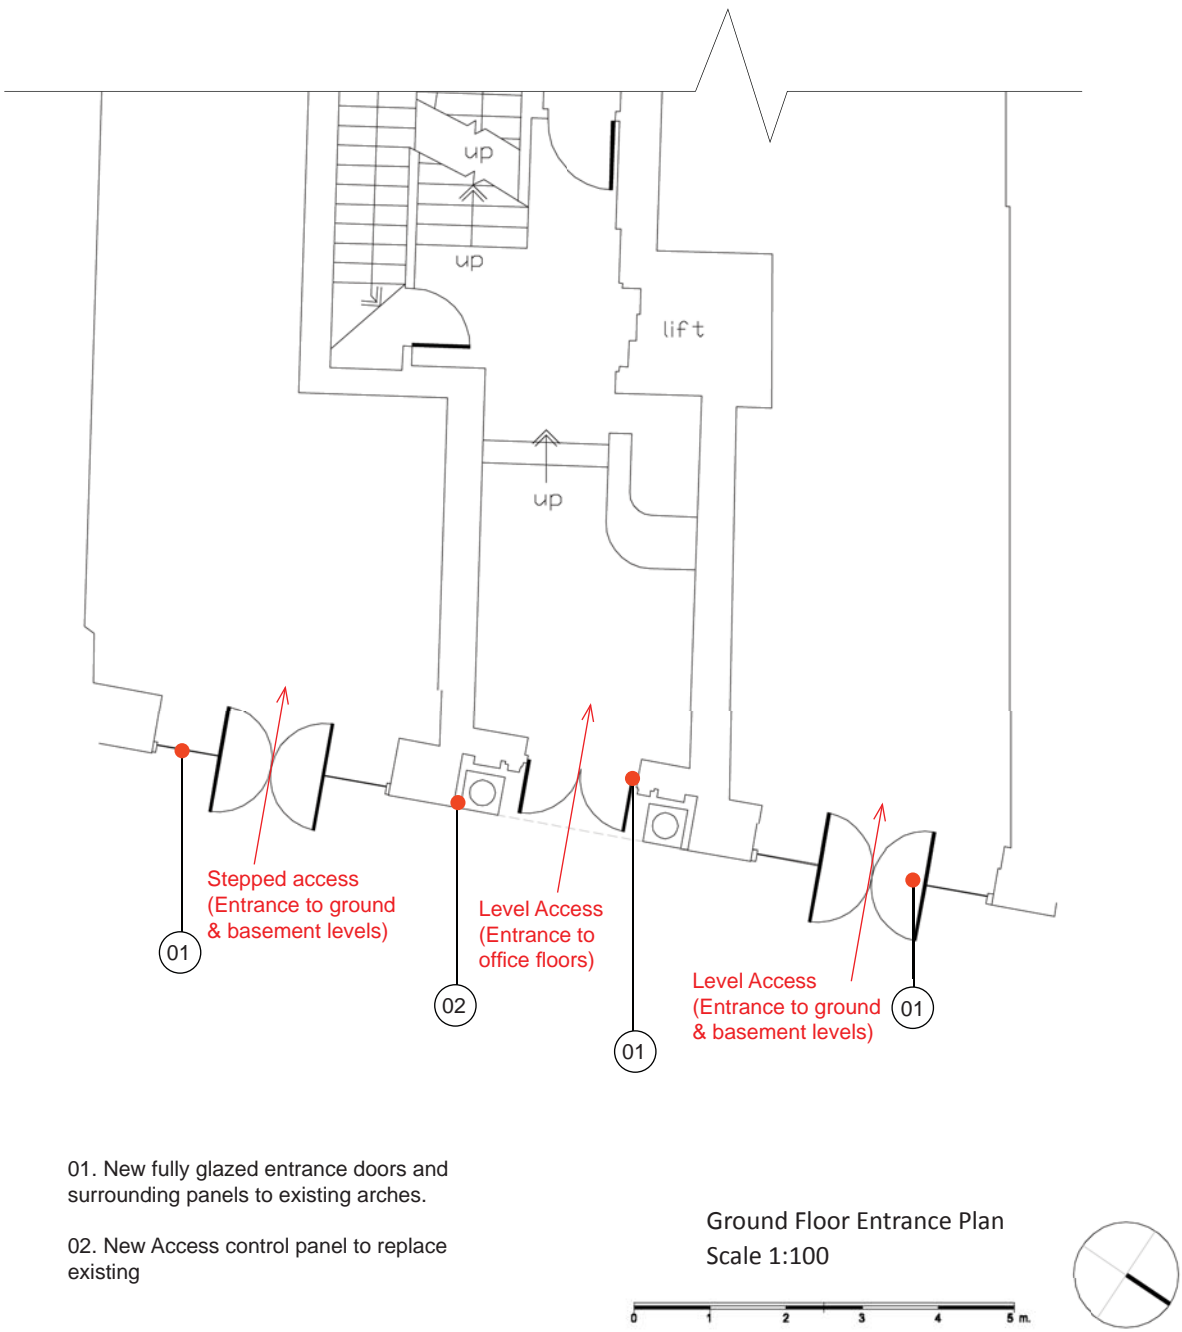 up
up
lift
up
Stepped access
(Entrance to ground
& basement levels)
Level Access
(Entrance to
office floors)
Level Access
(Entrance to ground
& basement levels)
01
02
01
01
01. New fully glazed entrance doors and
surrounding panels to existing arches.
02. New Access control panel to replace
existing
Ground Floor Entrance Plan
Scale 1:100
0 1 2 3 4 5 m.